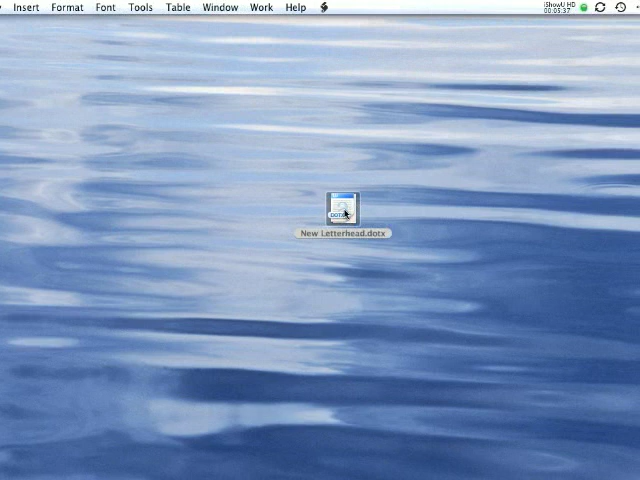 Insert Format Font Tools Table Window Work Help
iShowU HD
00:05:37
DOTX
New Letterhead.dotx